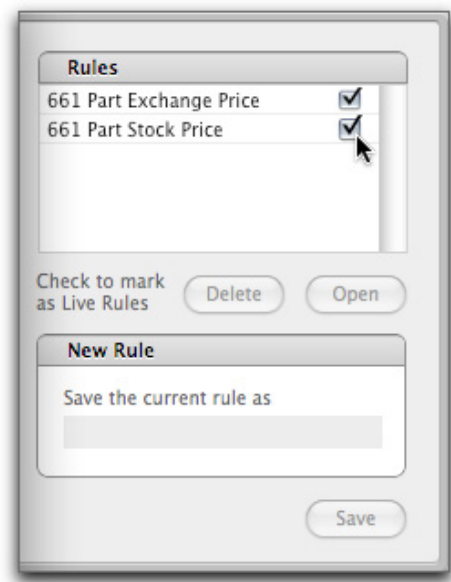 Rules
661 Part Exchange Price
661 Part Stock Price
Check to mark
as Live Rules
Delete
Open
New Rule
Save the current rule as
Save